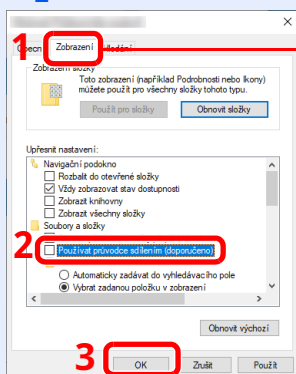 1
Obecn
Zobrazení
Hledání
Zobrazení složky
Toto zobrazení (například Podrobnosti nebo Ikony)
můžete použít pro všechny složky tohoto typu.
Použít pro složky
Obnovit složky
Upřesnit nastavení:
Navigační podokno
Rozbalit do otevřené složky
Vždy zobrazovat stav dostupnosti
Zobrazit knihovny
Zobrazit všechny složky
Soubory a složky
2
Používat průvodce sdílením (doporučeno)
Automaticky zadávat do vyhledávacího pole
Vybrat zadanou položku v zobrazení
Obnovit výchozí
3
OK
Zrušit
Použít